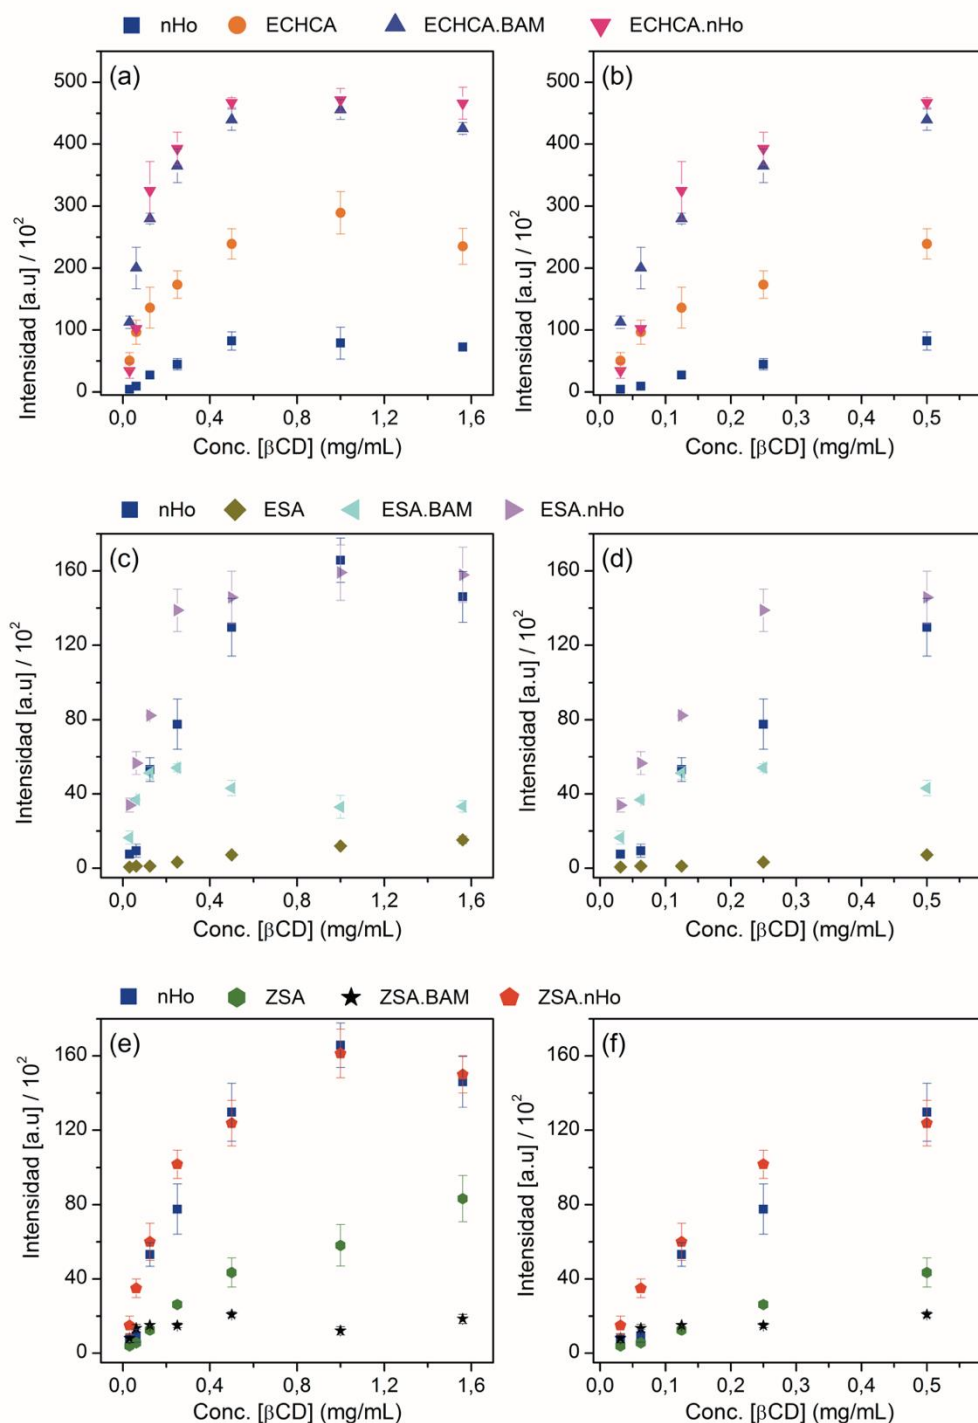 nHo ECHCA ECHCA.BAM ECHCA.nHo
(a) (b)
Intensidad [a.u] / 10²
500
400
300
200
100
0
0,0 0,4 0,8 1,2 1,6
Conc. [βCD] (mg/mL)
Intensidad [a.u] / 10²
500
400
300
200
100
0
0,0 0,1 0,2 0,3 0,4 0,5
Conc. [βCD] (mg/mL)
nHo ESA ESA.BAM ESA.nHo
(c) (d)
Intensidad [a.u] / 10²
160
120
80
40
0
0,0 0,4 0,8 1,2 1,6
Conc. [βCD] (mg/mL)
Intensidad [a.u] / 10²
160
120
80
40
0
0,0 0,1 0,2 0,3 0,4 0,5
Conc. [βCD] (mg/mL)
nHo ZSA ZSA.BAM ZSA.nHo
(e) (f)
Intensidad [a.u] / 10²
160
120
80
40
0
0,0 0,4 0,8 1,2 1,6
Conc. [βCD] (mg/mL)
Intensidad [a.u] / 10²
160
120
80
40
0
0,0 0,1 0,2 0,3 0,4 0,5
Conc. [βCD] (mg/mL)